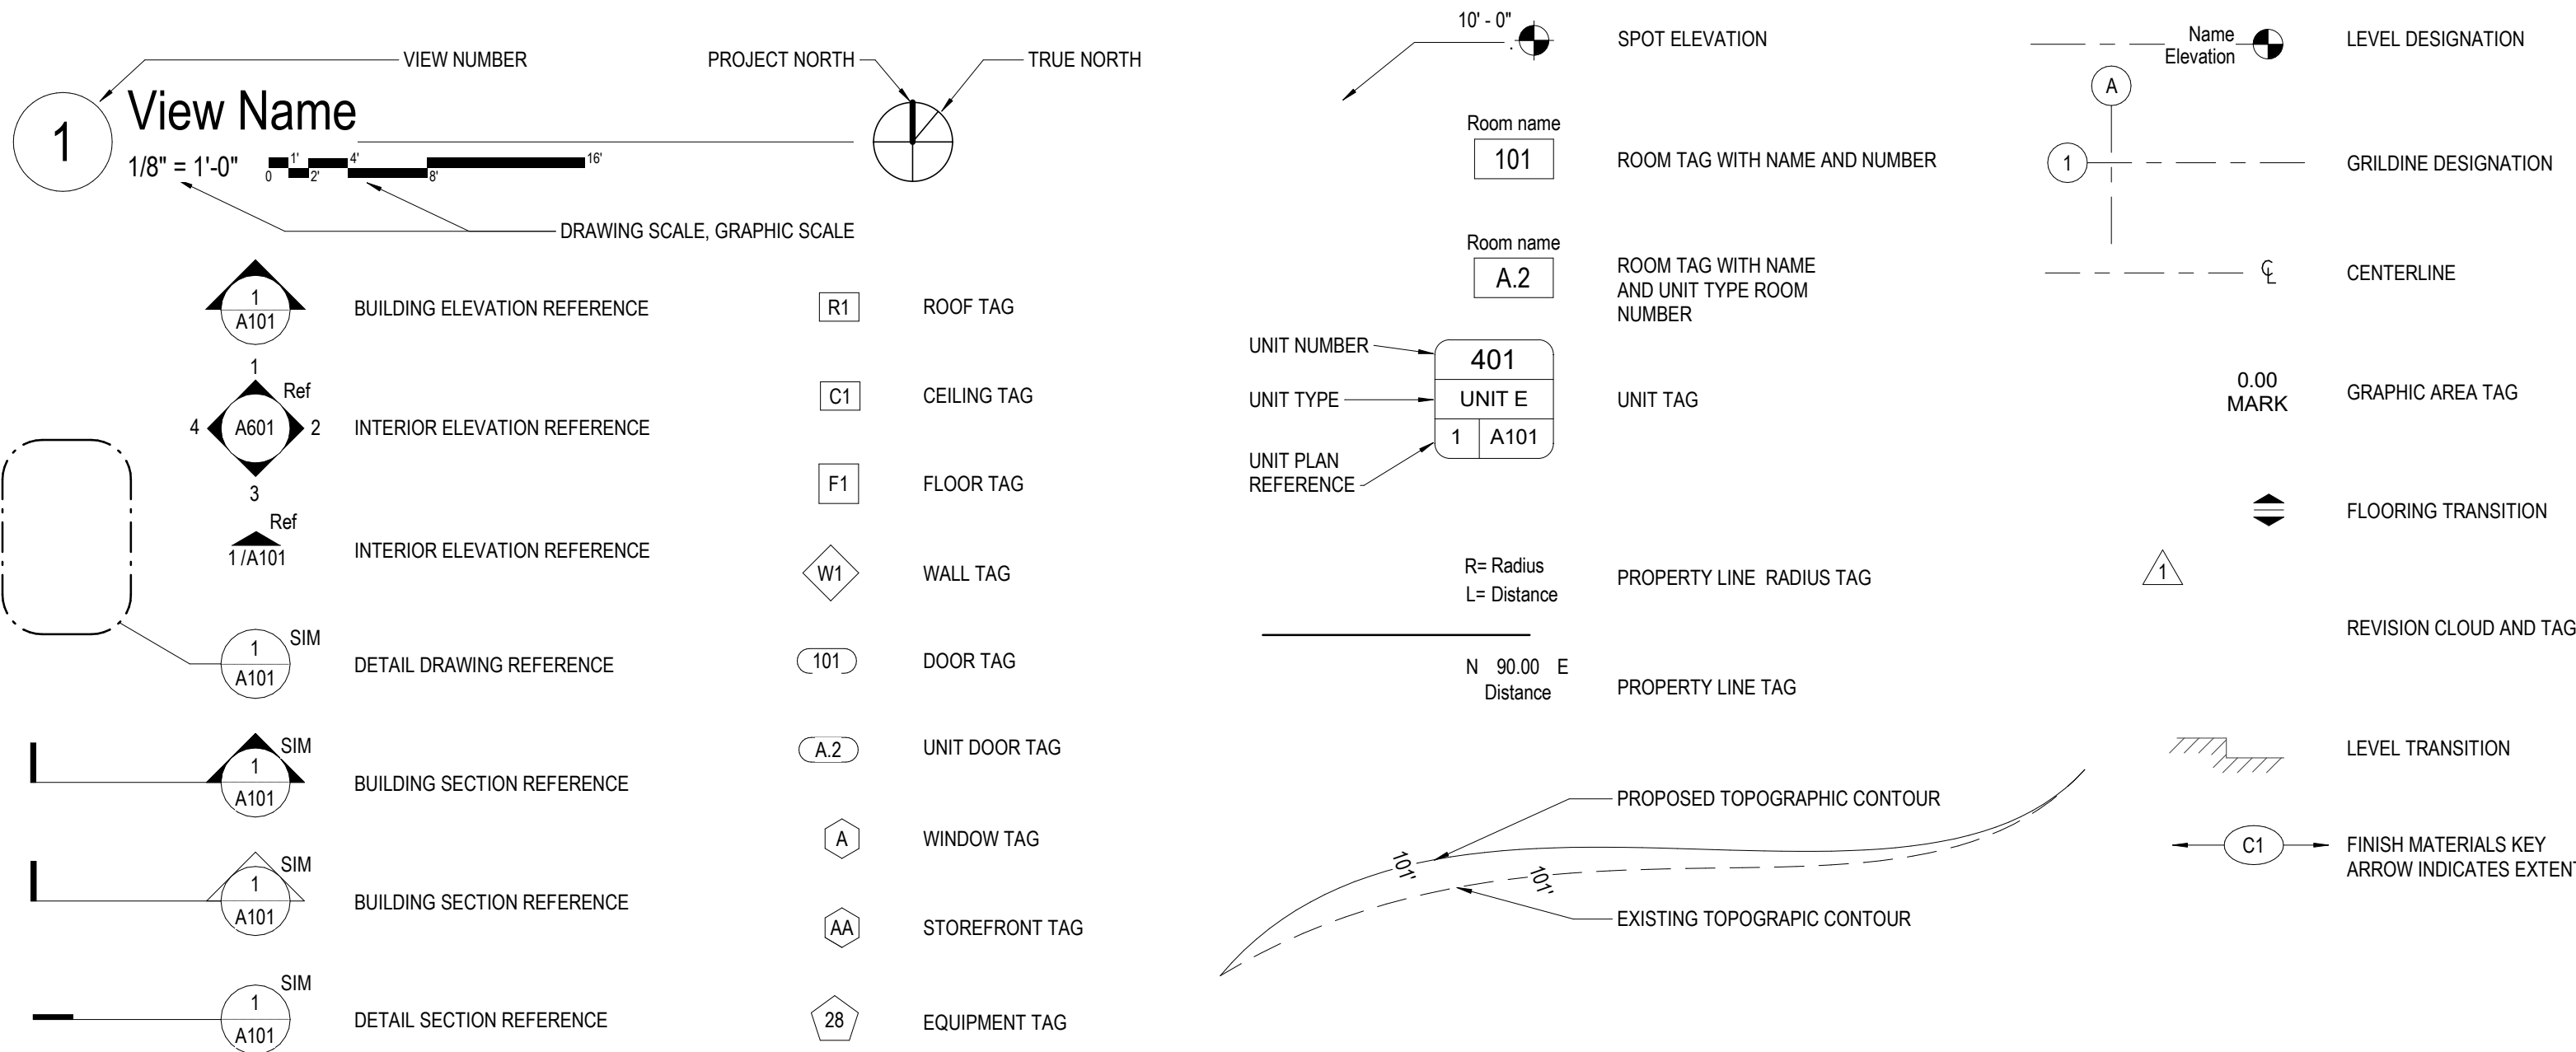 VIEW NUMBER
PROJECT NORTH
TRUE NORTH
1
View Name
1/8" = 1'-0"
0
1'
2'
4'
8'
16'
DRAWING SCALE, GRAPHIC SCALE
1
A101
BUILDING ELEVATION REFERENCE
1
Ref
4
A601
2
3
INTERIOR ELEVATION REFERENCE
Ref
1 /A101
INTERIOR ELEVATION REFERENCE
1
A101
SIM
DETAIL DRAWING REFERENCE
1
A101
SIM
BUILDING SECTION REFERENCE
1
A101
SIM
BUILDING SECTION REFERENCE
1
A101
SIM
DETAIL SECTION REFERENCE
R1
ROOF TAG
C1
CEILING TAG
F1
FLOOR TAG
W1
WALL TAG
101
DOOR TAG
A.2
UNIT DOOR TAG
A
WINDOW TAG
AA
STOREFRONT TAG
28
EQUIPMENT TAG
10' - 0"
.
SPOT ELEVATION
Room name
101
ROOM TAG WITH NAME AND NUMBER
Room name
A.2
ROOM TAG WITH NAME
AND UNIT TYPE ROOM
NUMBER
UNIT NUMBER
UNIT TYPE
UNIT PLAN
REFERENCE
401
UNIT E
1 A101
UNIT TAG
R= Radius
L= Distance
PROPERTY LINE RADIUS TAG
N 90.00 E
Distance
PROPERTY LINE TAG
PROPOSED TOPOGRAPHIC CONTOUR
101'
101'
EXISTING TOPOGRAPIC CONTOUR
Name
Elevation
LEVEL DESIGNATION
A
1
GRILDINE DESIGNATION
℄
CENTERLINE
0.00
MARK
GRAPHIC AREA TAG
FLOORING TRANSITION
1
REVISION CLOUD AND TAG
LEVEL TRANSITION
C1
FINISH MATERIALS KEY
ARROW INDICATES EXTENT